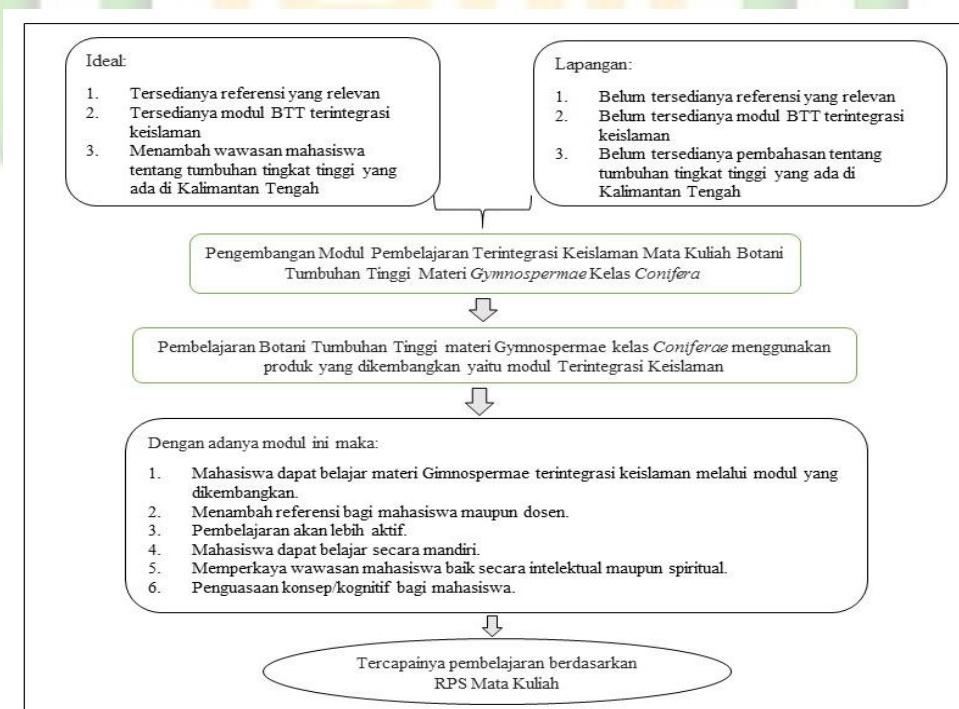 Ideal:
1. Tersedianya referensi yang relevan
2. Tersedianya modul BTT terintegrasi
keislaman
3. Menambah wawasan mahasiswa
tentang tumbuhan tingkat tinggi yang
ada di Kalimantan Tengah
Lapangan:
1. Belum tersedianya referensi yang relevan
2. Belum tersedianya modul BTT terintegrasi
keislaman
3. Belum tersedianya pembahasan tentang
tumbuhan tingkat tinggi yang ada di
Kalimantan Tengah
Pengembangan Modul Pembelajaran Terintegrasi Keislaman Mata Kuliah Botani
Tumbuhan Tinggi Materi Gymnospermae Kelas Conifera
Pembelajaran Botani Tumbuhan Tinggi materi Gymnospermae kelas Coniferae menggunakan
produk yang dikembangkan yaitu modul Terintegrasi Keislaman
Dengan adanya modul ini maka:
1. Mahasiswa dapat belajar materi Gimnospermae terintegrasi keislaman melalui modul yang
dikembangkan.
2. Menambah referensi bagi mahasiswa maupun dosen.
3. Pembelajaran akan lebih aktif.
4. Mahasiswa dapat belajar secara mandiri.
5. Memperkaya wawasan mahasiswa baik secara intelektual maupun spiritual.
6. Penguasaan konsep/kognitif bagi mahasiswa.
Tercapainya pembelajaran berdasarkan
RPS Mata Kuliah